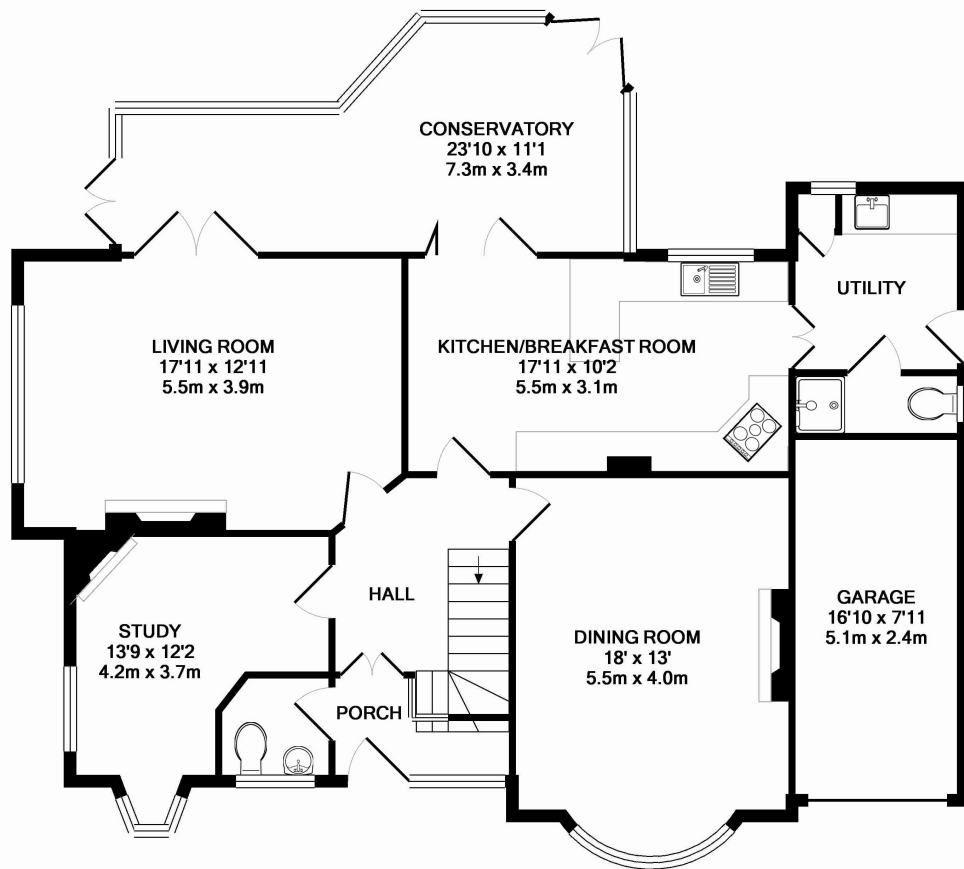 CONSERVATORY
23'10 x 11'1
7.3m x 3.4m
UTILITY
LIVING ROOM
17'11 x 12'11
5.5m x 3.9m
KITCHEN/BREAKFAST ROOM
17'11 x 10'2
5.5m x 3.1m
HALL
GARAGE
16'10 x 7'11
5.1m x 2.4m
STUDY
13'9 x 12'2
4.2m x 3.7m
DINING ROOM
18' x 13'
5.5m x 4.0m
PORCH